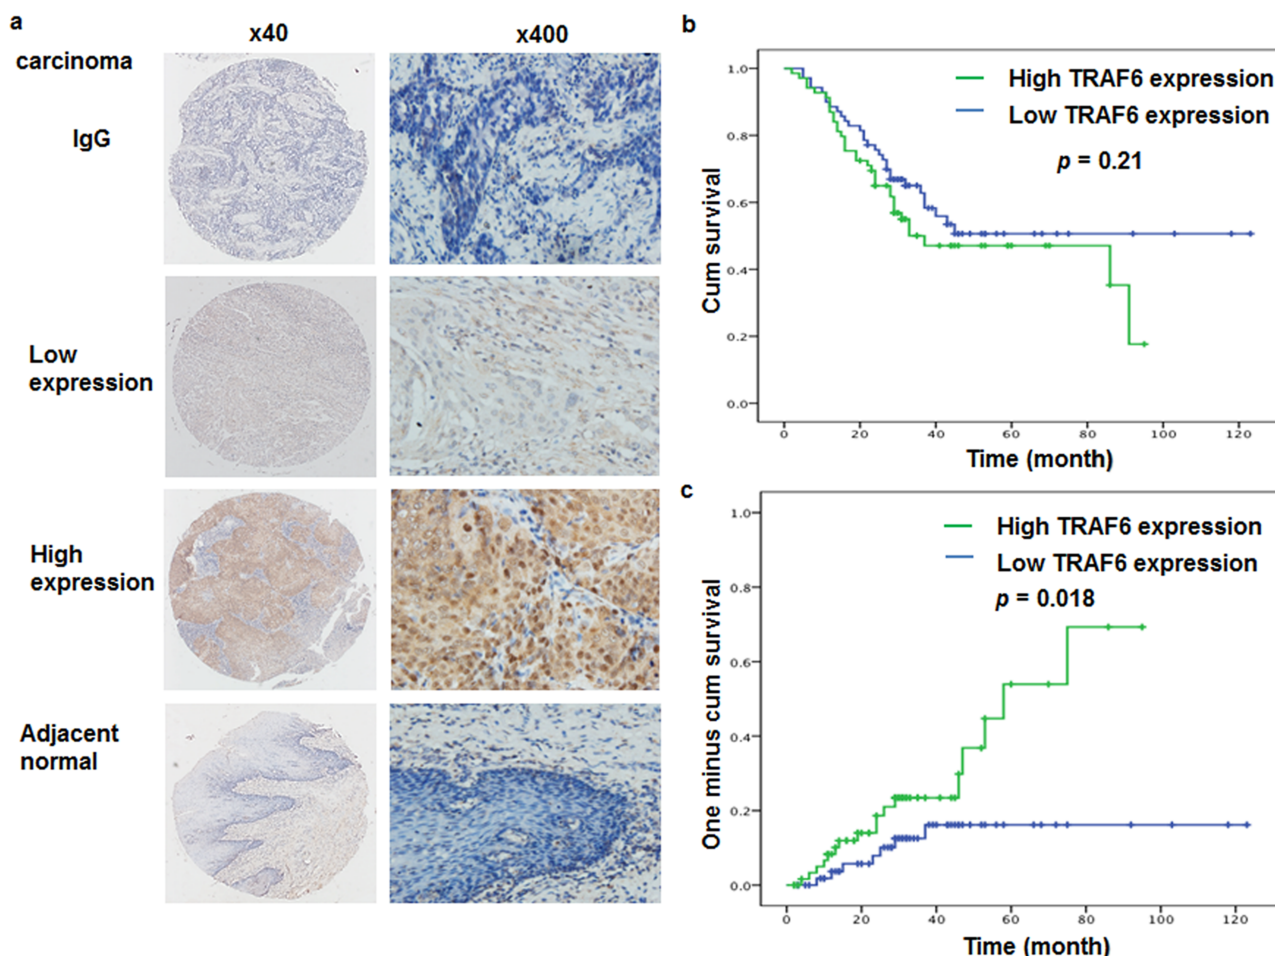 a
x40
x400
carcinoma
IgG
Low
expression
High
expression
Adjacent
normal
b
1.0
0.8
0.6
0.4
0.2
0.0
Cum survival
High TRAF6 expression
Low TRAF6 expression
p = 0.21
0 20 40 60 80 100 120
Time (month)
c
1.0
0.8
0.6
0.4
0.2
0.0
One minus cum survival
High TRAF6 expression
Low TRAF6 expression
p = 0.018
0 20 40 60 80 100 120
Time (month)